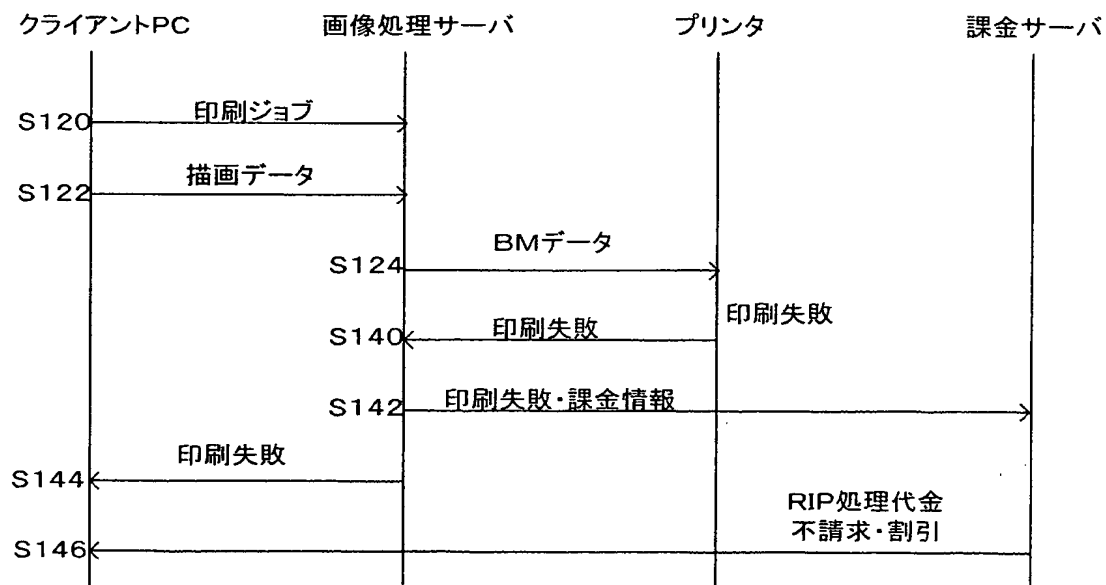 クライアントPC
画像処理サーバ
プリンタ
課金サーバ
S120
印刷ジョブ
S122
描画データ
S124
BMデータ
印刷失敗
S140
印刷失敗
S142
印刷失敗・課金情報
S144
印刷失敗
RIP処理代金
不請求・割引
S146